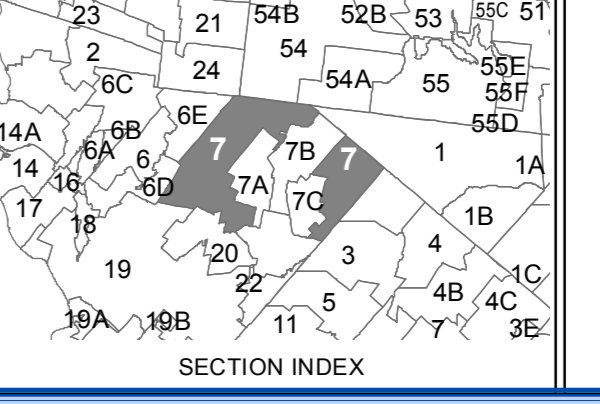 23 21 54B 52B 53 55C 51
2 54
24 54A 55 55E
6C 55F
6E 55D
14A 6B 7 7B 7 1
6A 6 1A
14 16 6D 7A 7C
17 18 1B
20 3 4
19 22 1C
5 4B 4C
19A 19B 11 7 3E
SECTION INDEX